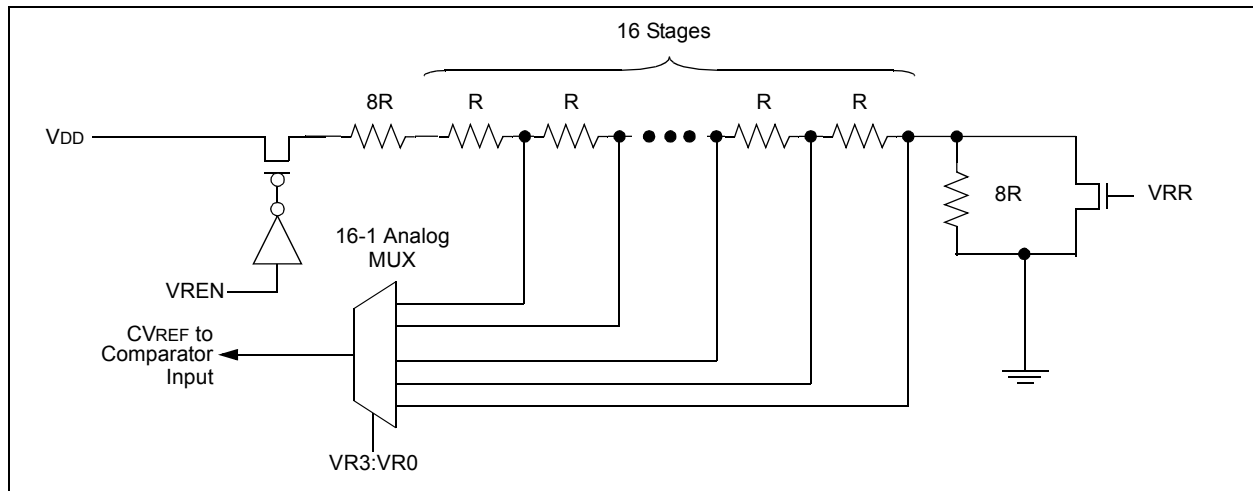 16 Stages
8R
R
R
R
R
VDD
8R
VRR
16-1 Analog
MUX
VREN
CVREF to
Comparator
Input
VR3:VR0